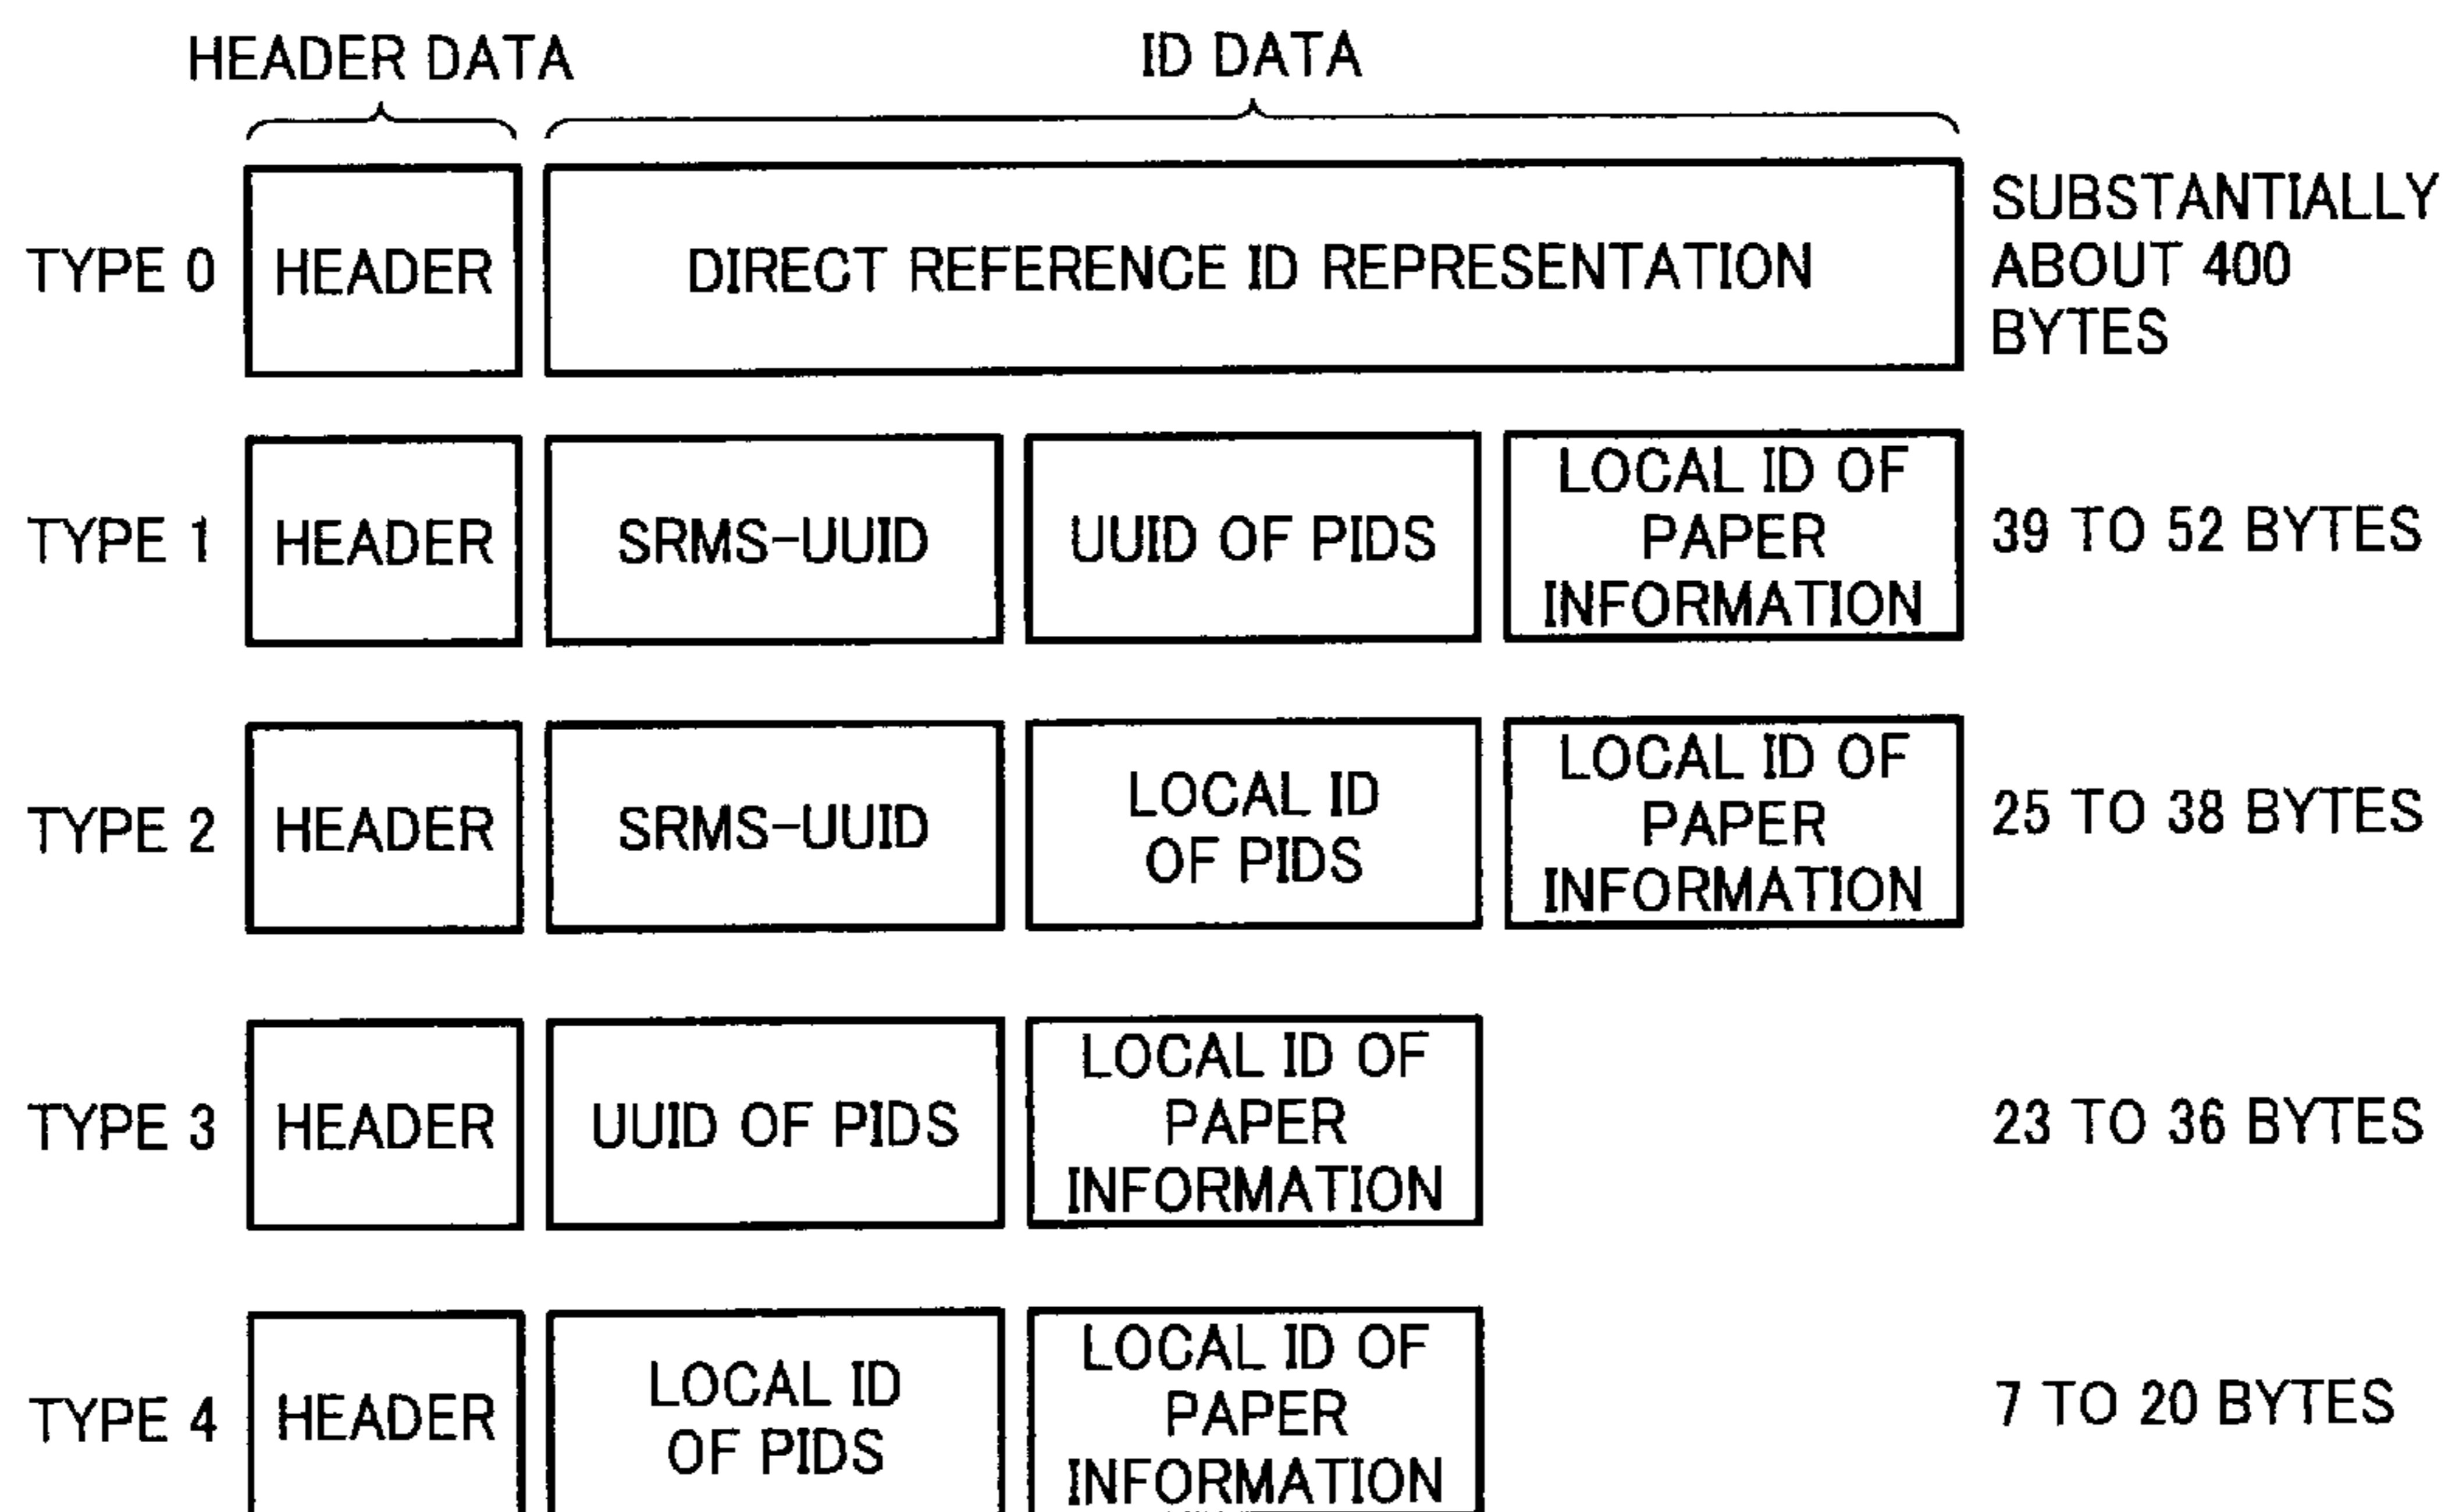 HEADER DATA
ID DATA
TYPE 0
HEADER
DIRECT REFERENCE ID REPRESENTATION
SUBSTANTIALLY
ABOUT 400
BYTES
TYPE 1
HEADER
SRMS-UUID
UUID OF PIDS
LOCAL ID OF
PAPER
INFORMATION
39 TO 52 BYTES
TYPE 2
HEADER
SRMS-UUID
LOCAL ID
OF PIDS
LOCAL ID OF
PAPER
INFORMATION
25 TO 38 BYTES
TYPE 3
HEADER
UUID OF PIDS
LOCAL ID OF
PAPER
INFORMATION
23 TO 36 BYTES
TYPE 4
HEADER
LOCAL ID
OF PIDS
LOCAL ID OF
PAPER
INFORMATION
7 TO 20 BYTES